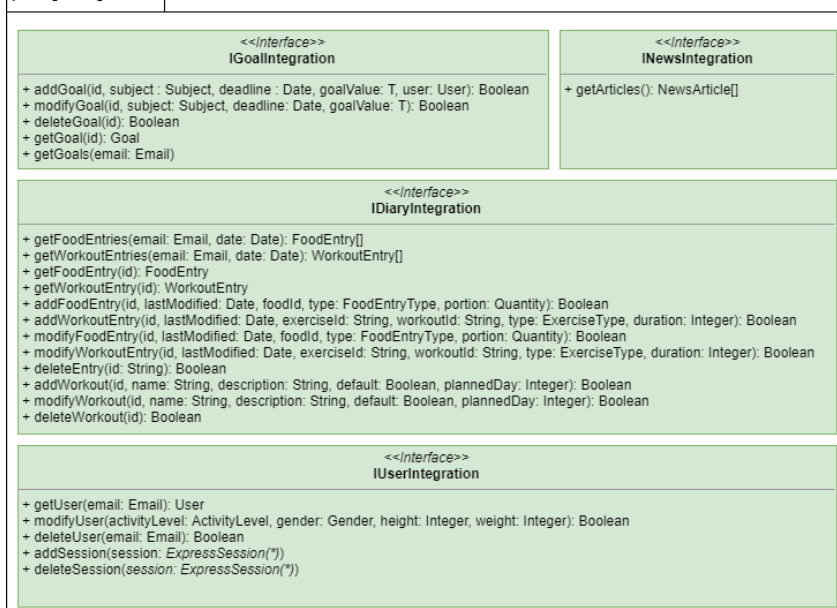 <<Interface>>
IGoalIntegration
+ addGoal(id, subject : Subject, deadline : Date, goalValue: T, user: User): Boolean
+ modifyGoal(id, subject: Subject, deadline: Date, goalValue: T): Boolean
+ deleteGoal(id): Boolean
+ getGoal(id): Goal
+ getGoals(email: Email)
<<Interface>>
INewsIntegration
+ getArticles(): NewsArticle[]
<<Interface>>
IDiaryIntegration
+ getFoodEntries(email: Email, date: Date): FoodEntry[]
+ getWorkoutEntries(email: Email, date: Date): WorkoutEntry[]
+ getFoodEntry(id): FoodEntry
+ getWorkoutEntry(id): WorkoutEntry
+ addFoodEntry(id, lastModified: Date, foodId, type: FoodEntryType, portion: Quantity): Boolean
+ addWorkoutEntry(id, lastModified: Date, exerciseId: String, workoutId: String, type: ExerciseType, duration: Integer): Boolean
+ modifyFoodEntry(id, lastModified: Date, foodId, type: FoodEntryType, portion: Quantity): Boolean
+ modifyWorkoutEntry(id, lastModified: Date, exerciseId: String, workoutId: String, type: ExerciseType, duration: Integer): Boolean
+ deleteEntry(id: String): Boolean
+ addWorkout(id, name: String, description: String, default: Boolean, plannedDay: Integer): Boolean
+ modifyWorkout(id, name: String, description: String, default: Boolean, plannedDay: Integer): Boolean
+ deleteWorkout(id): Boolean
<<Interface>>
IUserIntegration
+ getUser(email: Email): User
+ modifyUser(activityLevel: ActivityLevel, gender: Gender, height: Integer, weight: Integer): Boolean
+ deleteUser(email: Email): Boolean
+ addSession(session: ExpressSession(*))
+ deleteSession(session: ExpressSession(*))